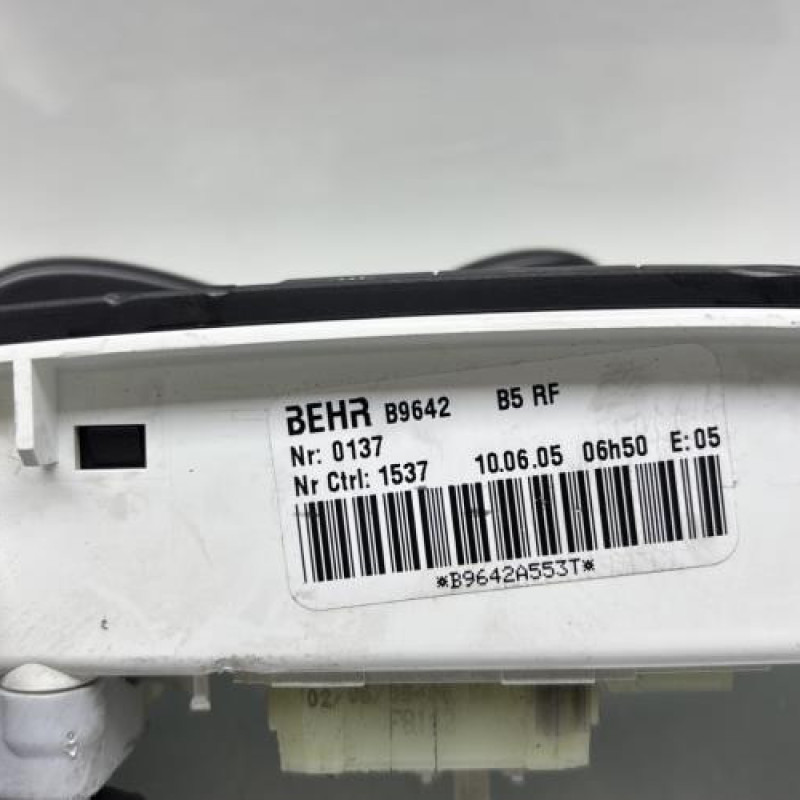 BEHR B9642 B5 RF
Nr: 0137
Nr Ctrl: 1537 10.06.05 06h50 E: 05
*B9642A553T*